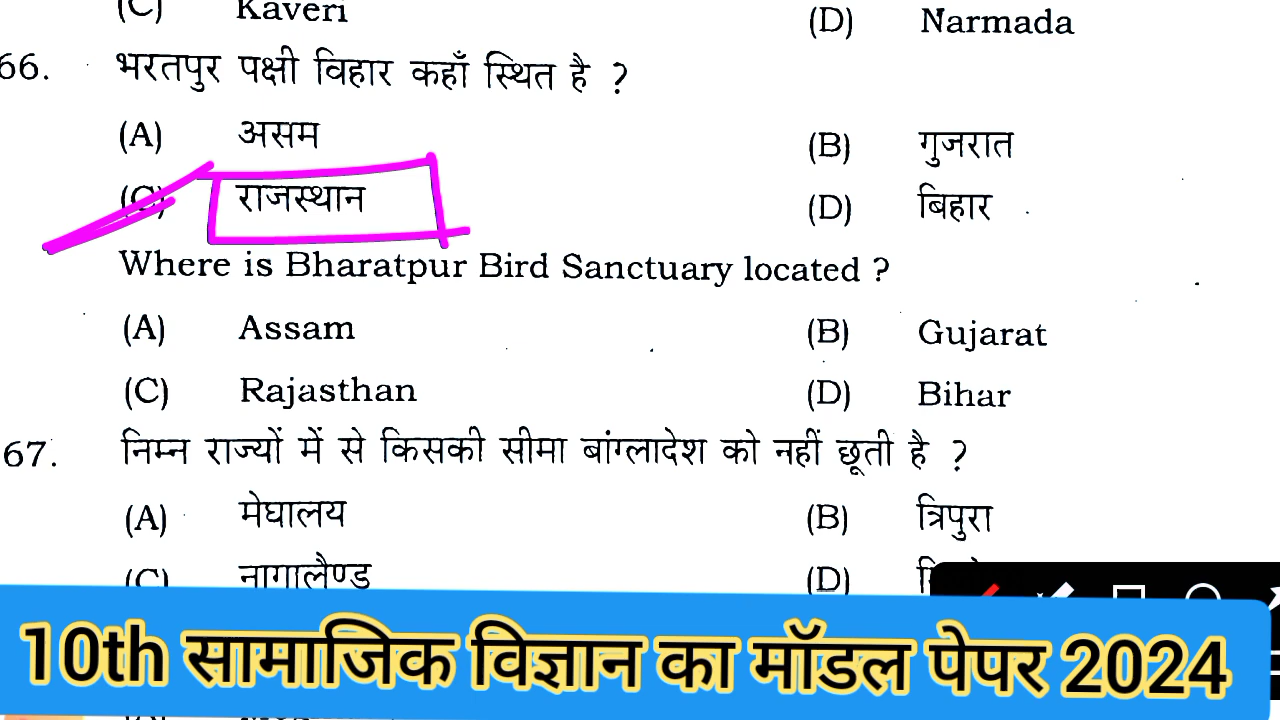 (C) Kaveri (D) Narmada
66. भरतपुर पक्षी विहार कहाँ स्थित है ?
(A) असम (B) गुजरात
(C) राजस्थान (D) बिहार
Where is Bharatpur Bird Sanctuary located ?
(A) Assam (B) Gujarat
(C) Rajasthan (D) Bihar
67. निम्न राज्यों में से किसकी सीमा बांग्लादेश को नहीं छूती है ?
(A) मेघालय (B) त्रिपुरा
(C) नागालैण्ड (D)
10th सामाजिक विज्ञान का मॉडल पेपर 2024